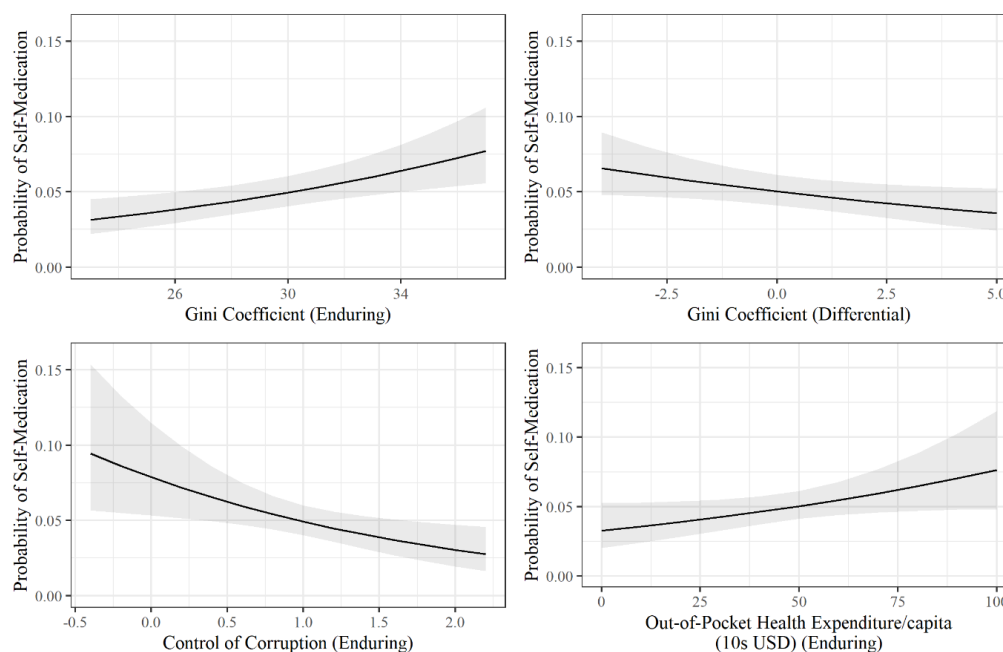 0.15
0.10
0.05
0.00
Probability of Self-Medication
26 30 34
Gini Coefficient (Enduring)
0.15
0.10
0.05
0.00
Probability of Self-Medication
-2.5 0.0 2.5 5.0
Gini Coefficient (Differential)
0.15
0.10
0.05
0.00
Probability of Self-Medication
-0.5 0.0 0.5 1.0 1.5 2.0
Control of Corruption (Enduring)
0.15
0.10
0.05
0.00
Probability of Self-Medication
0 25 50 75 100
Out-of-Pocket Health Expenditure/capita
(10s USD) (Enduring)